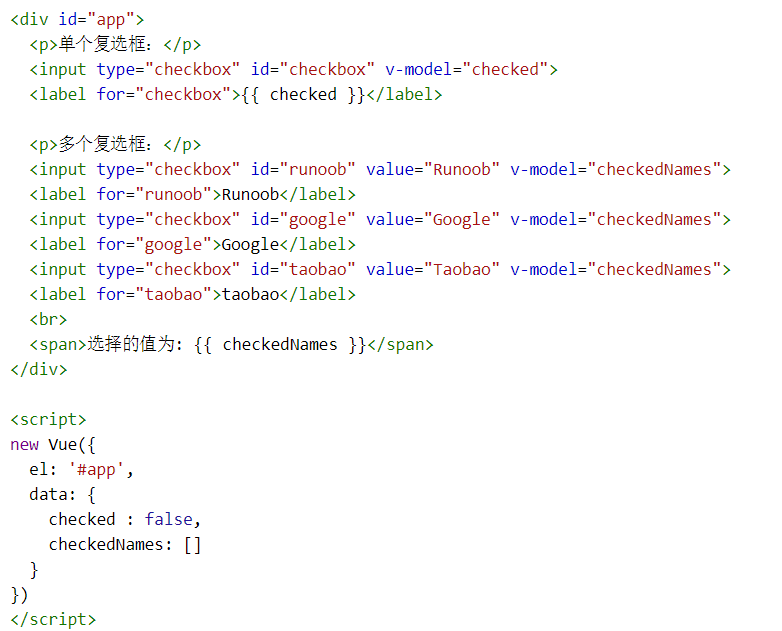 <div id="app">
  <p>单个复选框：</p>
  <input type="checkbox" id="checkbox" v-model="checked">
  <label for="checkbox">{{ checked }}</label>

  <p>多个复选框：</p>
  <input type="checkbox" id="runoob" value="Runoob" v-model="checkedNames">
  <label for="runoob">Runoob</label>
  <input type="checkbox" id="google" value="Google" v-model="checkedNames">
  <label for="google">Google</label>
  <input type="checkbox" id="taobao" value="Taobao" v-model="checkedNames">
  <label for="taobao">taobao</label>
  <br>
  <span>选择的值为: {{ checkedNames }}</span>
</div>

<script>
new Vue({
  el: '#app',
  data: {
    checked : false,
    checkedNames: []
  }
})
</script>